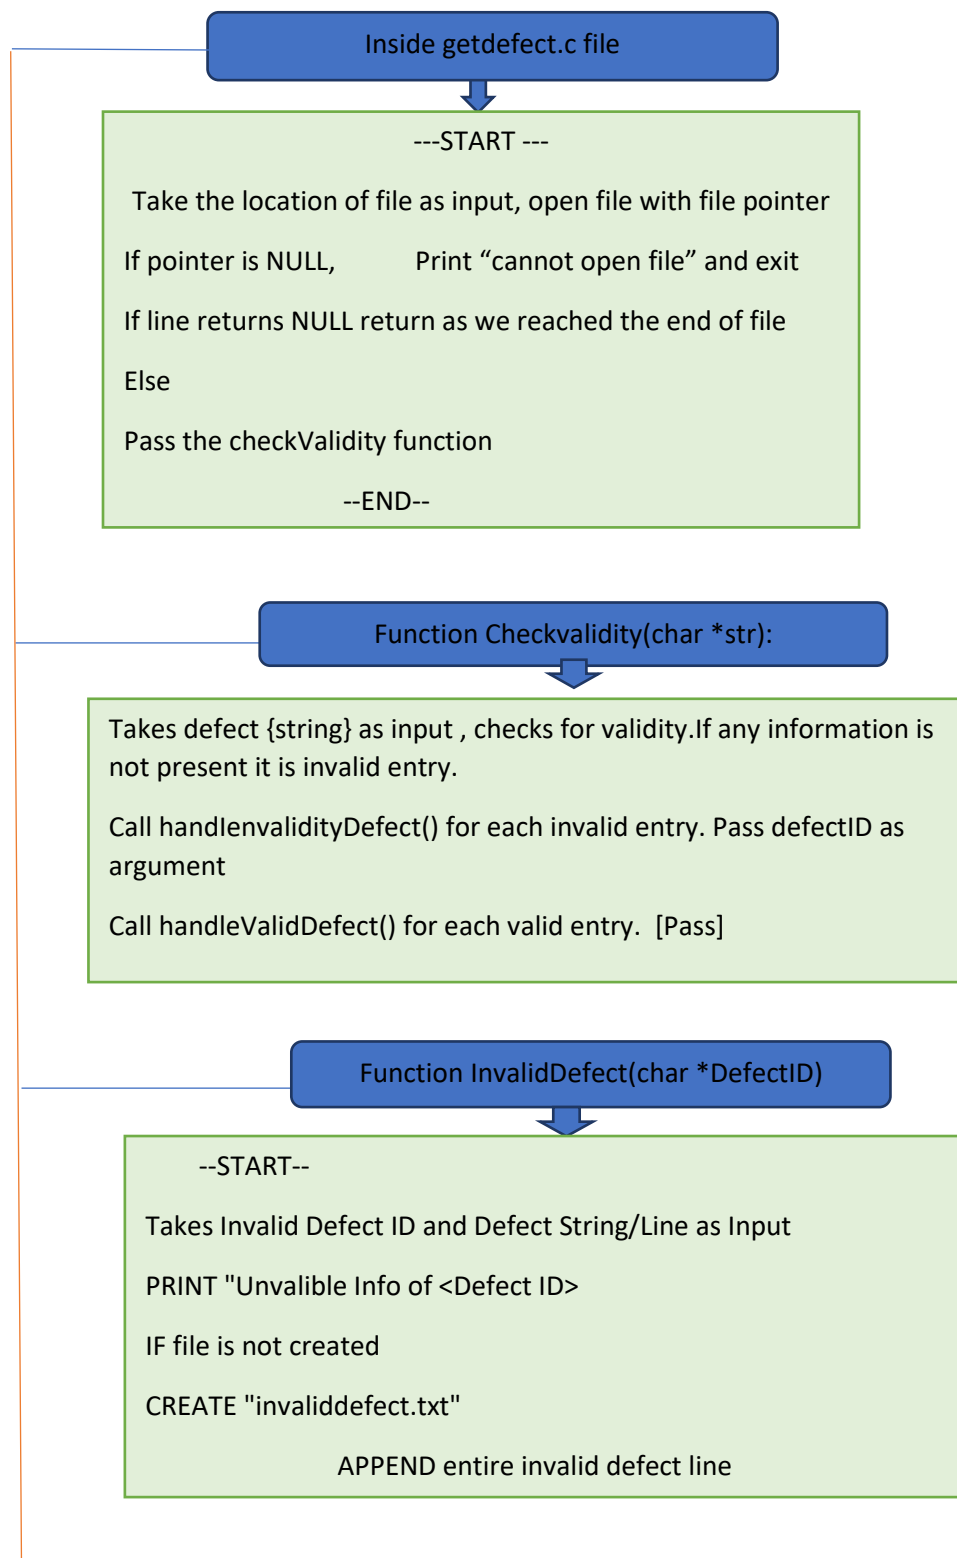 Inside getdefect.c file
---START ---
Take the location of file as input, open file with file pointer
If pointer is NULL, Print “cannot open file” and exit
If line returns NULL return as we reached the end of file
Else
Pass the checkValidity function
--END--
Function Checkvalidity(char *str):
Takes defect {string} as input , checks for validity.If any information is
not present it is invalid entry.
Call handIenvalidityDefect() for each invalid entry. Pass defectID as
argument
Call handleValidDefect() for each valid entry. [Pass]
Function InvalidDefect(char *DefectID)
--START--
Takes Invalid Defect ID and Defect String/Line as Input
PRINT "Unvalible Info of <Defect ID>
IF file is not created
CREATE "invaliddefect.txt"
APPEND entire invalid defect line